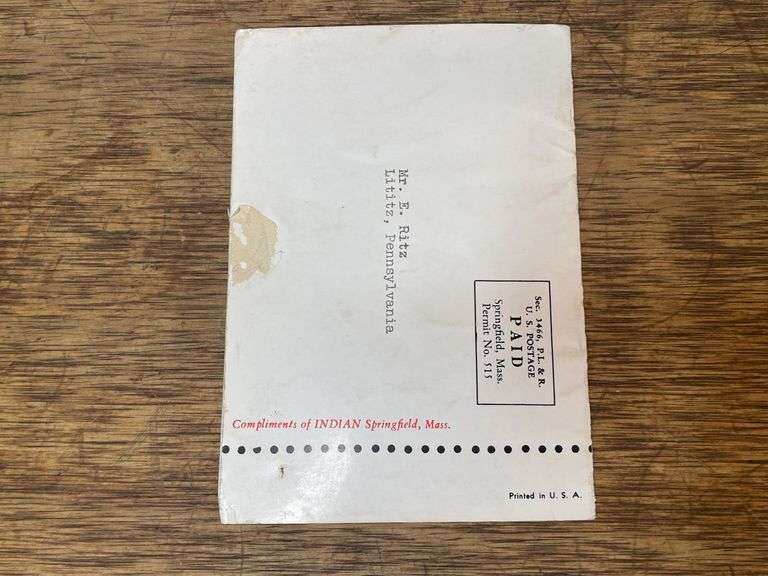 Mr. E. Ritz
Lititz, Pennsylvania
Sec. 3466, P.L. & R.
U. S. POSTAGE
PAID
Springfield, Mass.
Permit No. 515
Compliments of INDIAN Springfield, Mass.
Printed in U. S. A.